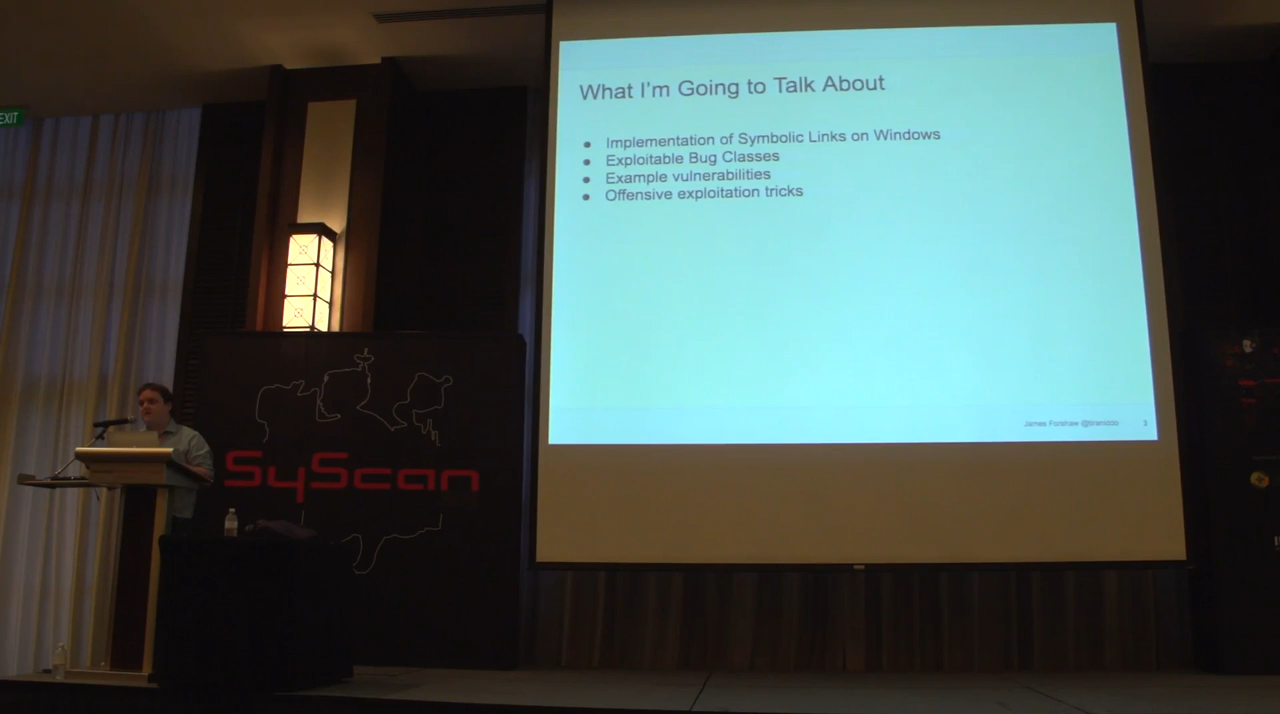 EXIT
What I'm Going to Talk About
● Implementation of Symbolic Links on Windows
● Exploitable Bug Classes
● Example vulnerabilities
● Offensive exploitation tricks
James Forshaw @tiraniddo 3
SyScan